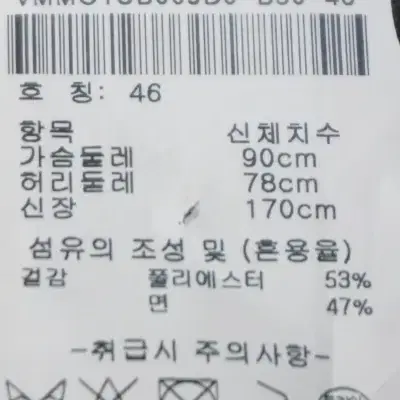 호 칭: 46
항목 신체치수
가슴둘레 90cm
허리둘레 78cm
신장 170cm
섬유의 조성 및 (혼용율)
겉감 폴리에스터 53%
면 47%
-취급시 주의사항-